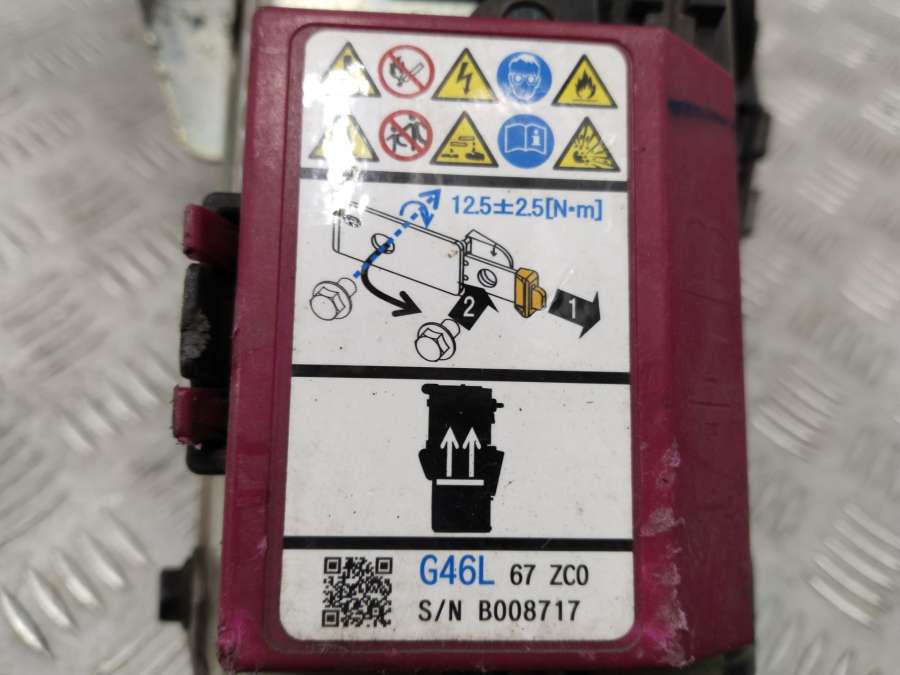 12.5±2.5[N·m]
1
2
G46L 67 ZC0
S/N B008717